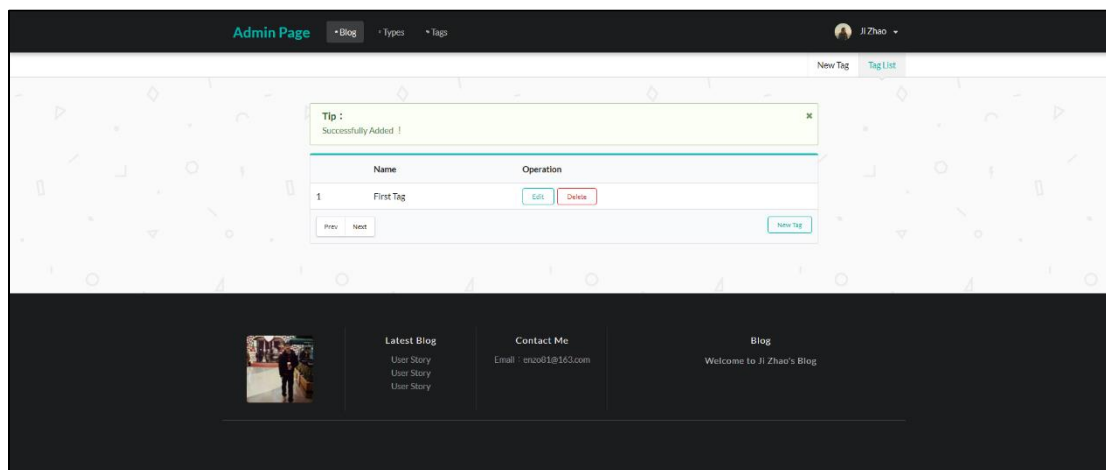 Admin Page Blog Types Tags Ji Zhao
New Tag Tag List
Tip：
Successfully Added！
Name Operation
1 First Tag Edit Delete
Prev Next New Tag
Latest Blog Contact Me Blog
User Story Email：enzo81@163.com Welcome to Ji Zhao's Blog
User Story
User Story